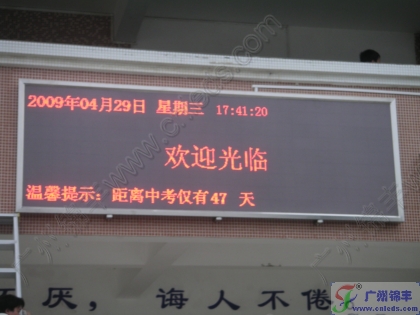 2009年04月29日 星期三 17:41:20
欢迎光临
温馨提示：距离中考仅有47 天
不厌，诲人不倦
广州锦丰
www.cnleds.com